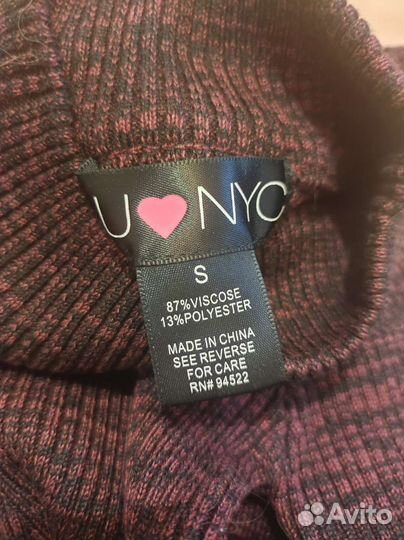 U ♥ NYC
S
87%VISCOSE
13%POLYESTER
MADE IN CHINA
SEE REVERSE
FOR CARE
RN# 94522
Avito